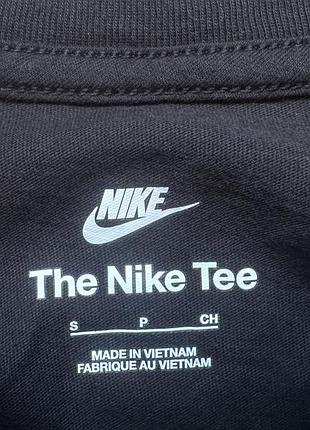 NIKE
The Nike Tee
S P CH
MADE IN VIETNAM
FABRIQUE AU VIETNAM